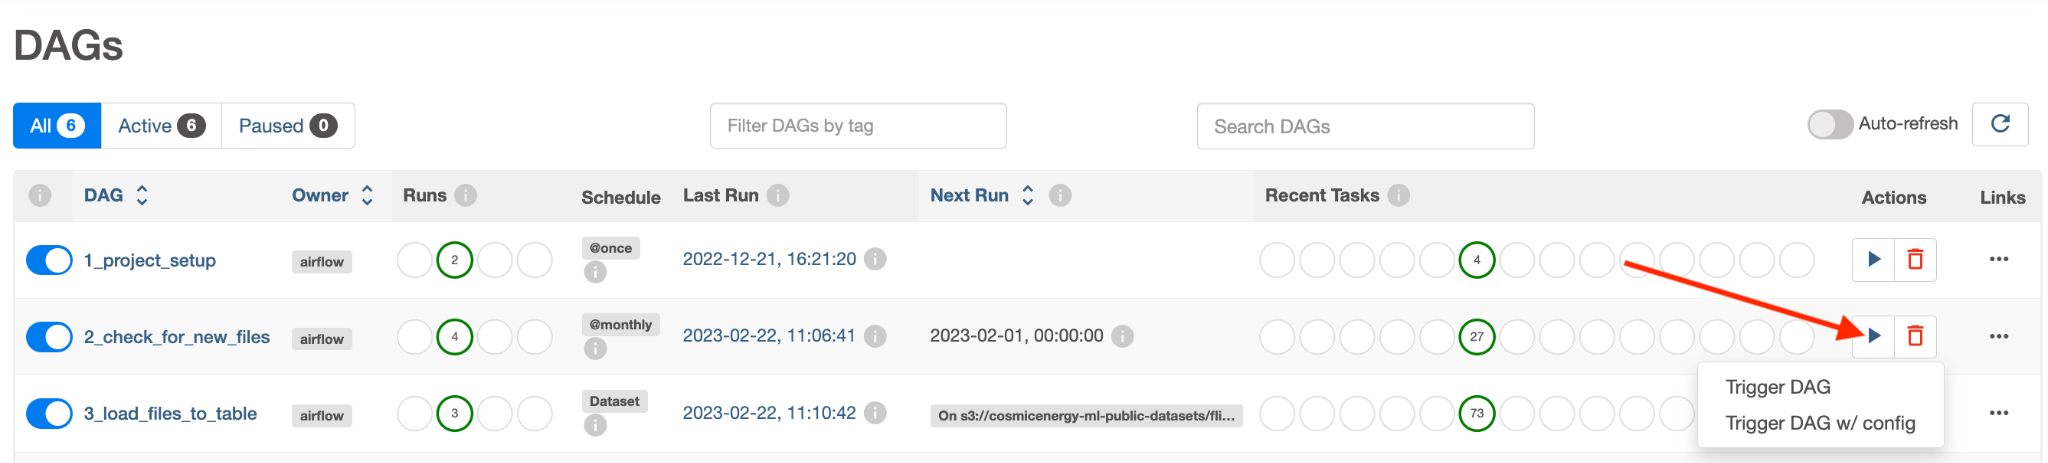 DAGs
All 6 Active 6 Paused 0 Filter DAGs by tag Search DAGs Auto-refresh
DAG Owner Runs Schedule Last Run Next Run Recent Tasks Actions Links
1_project_setup airflow 2 @once 2022-12-21, 16:21:20 4
2_check_for_new_files airflow 4 @monthly 2023-02-22, 11:06:41 2023-02-01, 00:00:00 27
3_load_files_to_table airflow 3 Dataset 2023-02-22, 11:10:42 On s3://cosmicenergy-ml-public-datasets/fli... 73
Trigger DAG
Trigger DAG w/ config